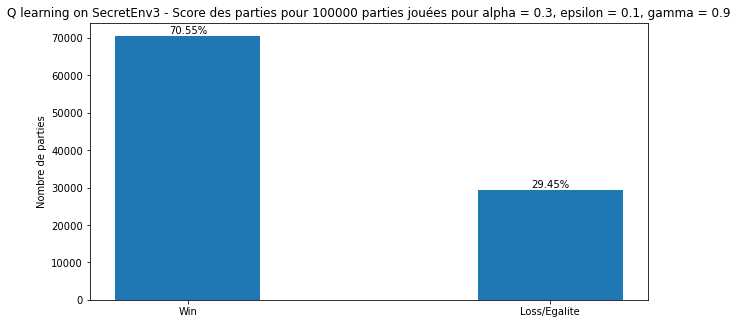 Q learning on SecretEnv3 - Score des parties pour 100000 parties jouées pour alpha = 0.3, epsilon = 0.1, gamma = 0.9
70.55%
29.45%
Nombre de parties
70000
60000
50000
40000
30000
20000
10000
0
Win
Loss/Egalite